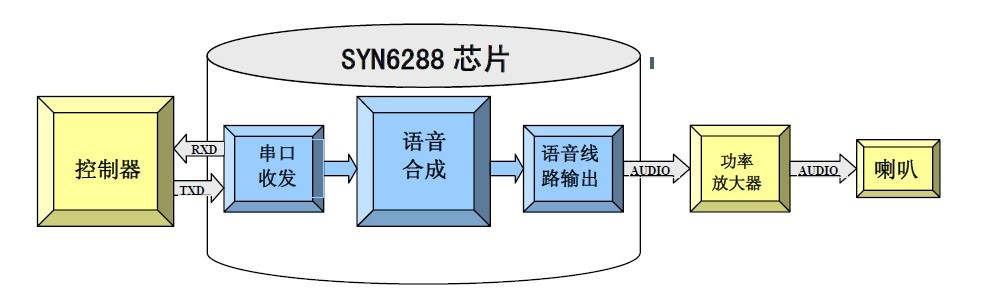 SYN6288 芯片
控制器
RXD
TXD
串口
收发
语音
合成
语音线
路输出
AUDIO
功率
放大器
AUDIO
喇叭